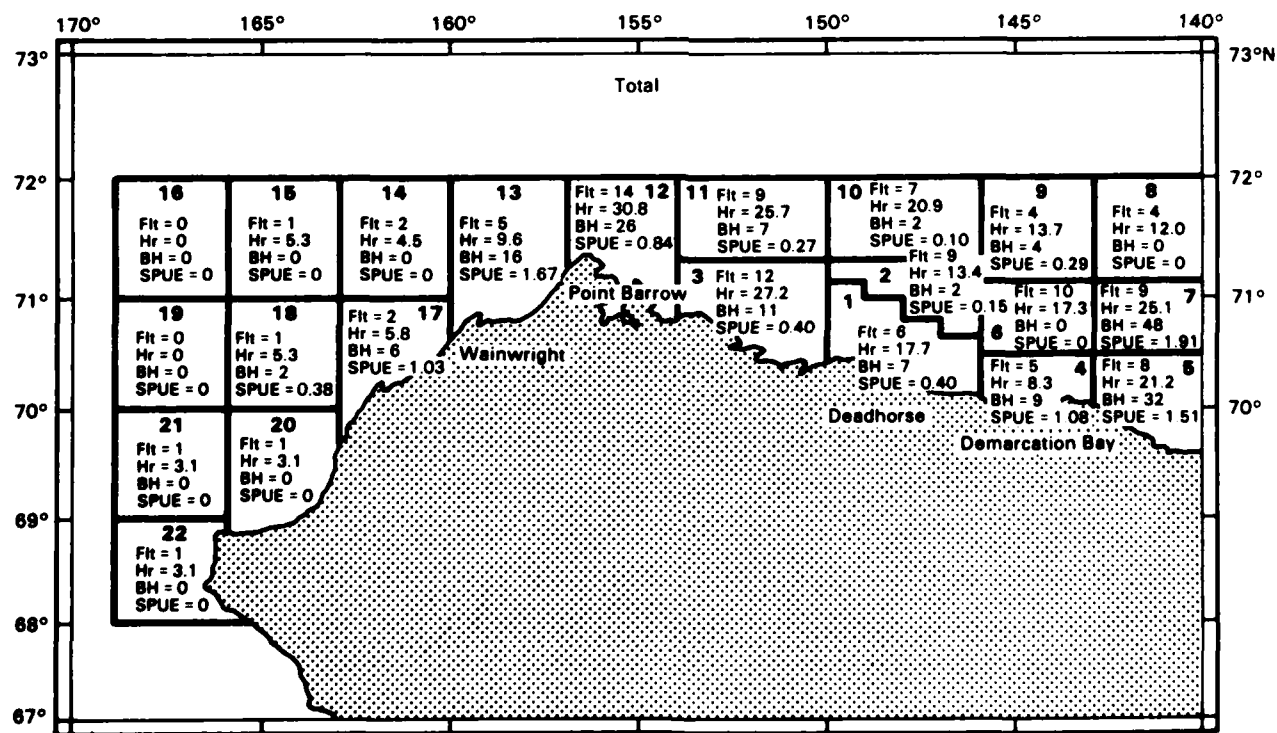 170° 165° 160° 155° 150° 145° 140°
73° 73°N
Total
72° 72°
16
Flt = 0
Hr = 0
BH = 0
SPUE = 0
15
Flt = 1
Hr = 5.3
BH = 0
SPUE = 0
14
Flt = 2
Hr = 4.5
BH = 0
SPUE = 0
13
Flt = 5
Hr = 9.6
BH = 16
SPUE = 1.67
12
Flt = 14
Hr = 30.8
BH = 26
SPUE = 0.84
11
Flt = 9
Hr = 25.7
BH = 7
SPUE = 0.27
10
Flt = 7
Hr = 20.9
BH = 2
SPUE = 0.10
9
Flt = 4
Hr = 13.7
BH = 4
SPUE = 0.29
8
Flt = 4
Hr = 12.0
BH = 0
SPUE = 0
71° 71°
19
Flt = 0
Hr = 0
BH = 0
SPUE = 0
18
Flt = 1
Hr = 5.3
BH = 2
SPUE = 0.38
17
Flt = 2
Hr = 5.8
BH = 6
SPUE = 1.03
Point Barrow
Wainwright
3
Flt = 12
Hr = 27.2
BH = 11
SPUE = 0.40
2
Flt = 9
Hr = 13.4
BH = 2
SPUE = 0.15
1
Flt = 6
Hr = 17.7
BH = 7
SPUE = 0.40
6
Flt = 10
Hr = 17.3
BH = 0
SPUE = 0
7
Flt = 9
Hr = 25.1
BH = 48
SPUE = 1.91
4
Flt = 5
Hr = 8.3
BH = 9
SPUE = 1.08
5
Flt = 8
Hr = 21.2
BH = 32
SPUE = 1.51
70° 70°
Deadhorse
Demarcation Bay
21
Flt = 1
Hr = 3.1
BH = 0
SPUE = 0
20
Flt = 1
Hr = 3.1
BH = 0
SPUE = 0
69°
22
Flt = 1
Hr = 3.1
BH = 0
SPUE = 0
68°
67°